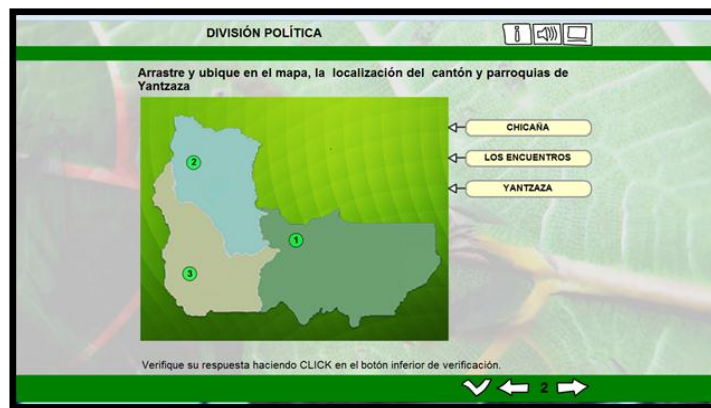 DIVISIÓN POLÍTICA
Arrastre y ubique en el mapa, la localización del cantón y parroquias de
Yantzaza
CHICAÑA
LOS ENCUENTROS
YANTZAZA
2
1
3
Verifique su respuesta haciendo CLICK en el botón inferior de verificación.
2